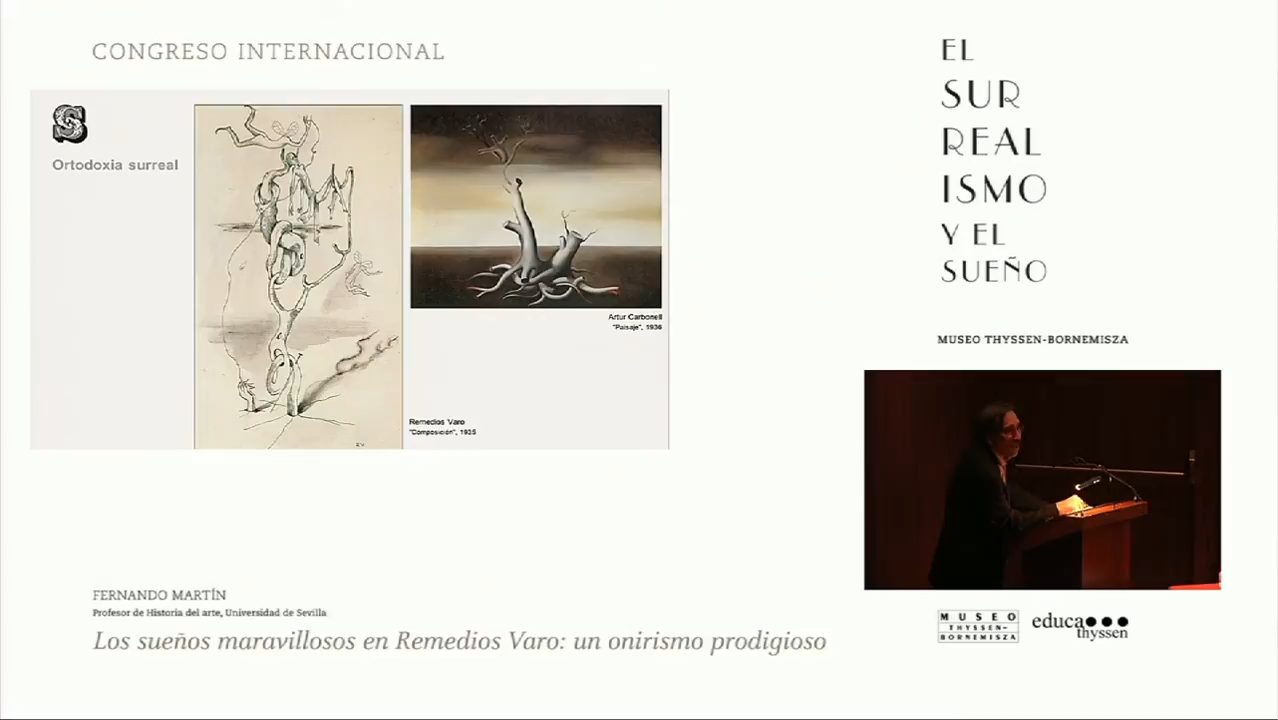 CONGRESO INTERNACIONAL
S
Ortodoxia surreal
Artur Carbonell
"Paisaje", 1936
Remedios Varo
"Composición", 1935
R.V.
EL
SUR
REAL
ISMO
Y EL
SUEÑO
MUSEO THYSSEN-BORNEMISZA
FERNANDO MARTÍN
Profesor de Historia del arte, Universidad de Sevilla
Los sueños maravillosos en Remedios Varo: un onirismo prodigioso
MUSEO
THYSSEN-
BORNEMISZA
educa
thyssen